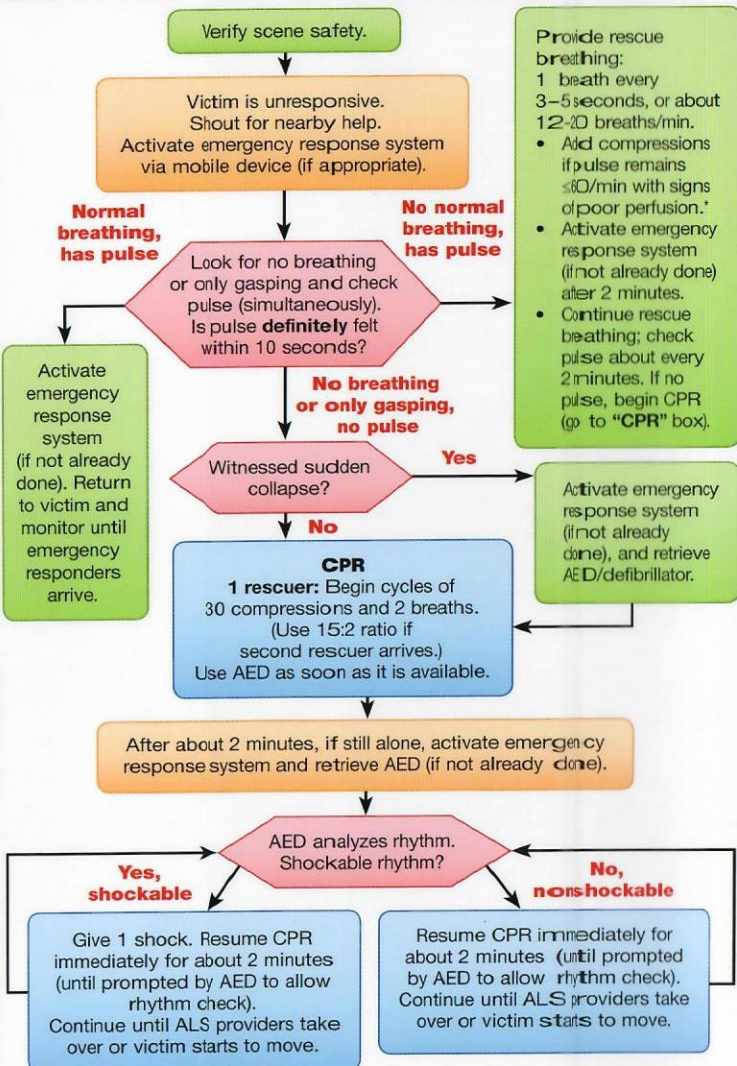 Verify scene safety.
Victim is unresponsive.
Shout for nearby help.
Activate emergency response system
via mobile device (if appropriate).
Provide rescue
breathing:
1 breath every
3–5 seconds, or about
12-20 breaths/min.
• Add compressions
if pulse remains
≤60/min with signs
of poor perfusion.*
• Activate emergency
response system
(if not already done)
after 2 minutes.
• Continue rescue
breathing; check
pulse about every
2 minutes. If no
pulse, begin CPR
(go to "CPR" box).
Normal
breathing,
has pulse
No normal
breathing,
has pulse
Look for no breathing
or only gasping and check
pulse (simultaneously).
Is pulse definitely felt
within 10 seconds?
Activate
emergency
response
system
(if not already
done). Return
to victim and
monitor until
emergency
responders
arrive.
No breathing
or only gasping,
no pulse
Witnessed sudden
collapse?
Yes
Activate emergency
response system
(if not already
done), and retrieve
AED/defibrillator.
No
CPR
1 rescuer: Begin cycles of
30 compressions and 2 breaths.
(Use 15:2 ratio if
second rescuer arrives.)
Use AED as soon as it is available.
After about 2 minutes, if still alone, activate emergency
response system and retrieve AED (if not already done).
AED analyzes rhythm.
Shockable rhythm?
Yes,
shockable
No,
nonshockable
Give 1 shock. Resume CPR
immediately for about 2 minutes
(until prompted by AED to allow
rhythm check).
Continue until ALS providers take
over or victim starts to move.
Resume CPR immediately for
about 2 minutes (until prompted
by AED to allow rhythm check).
Continue until ALS providers take
over or victim starts to move.